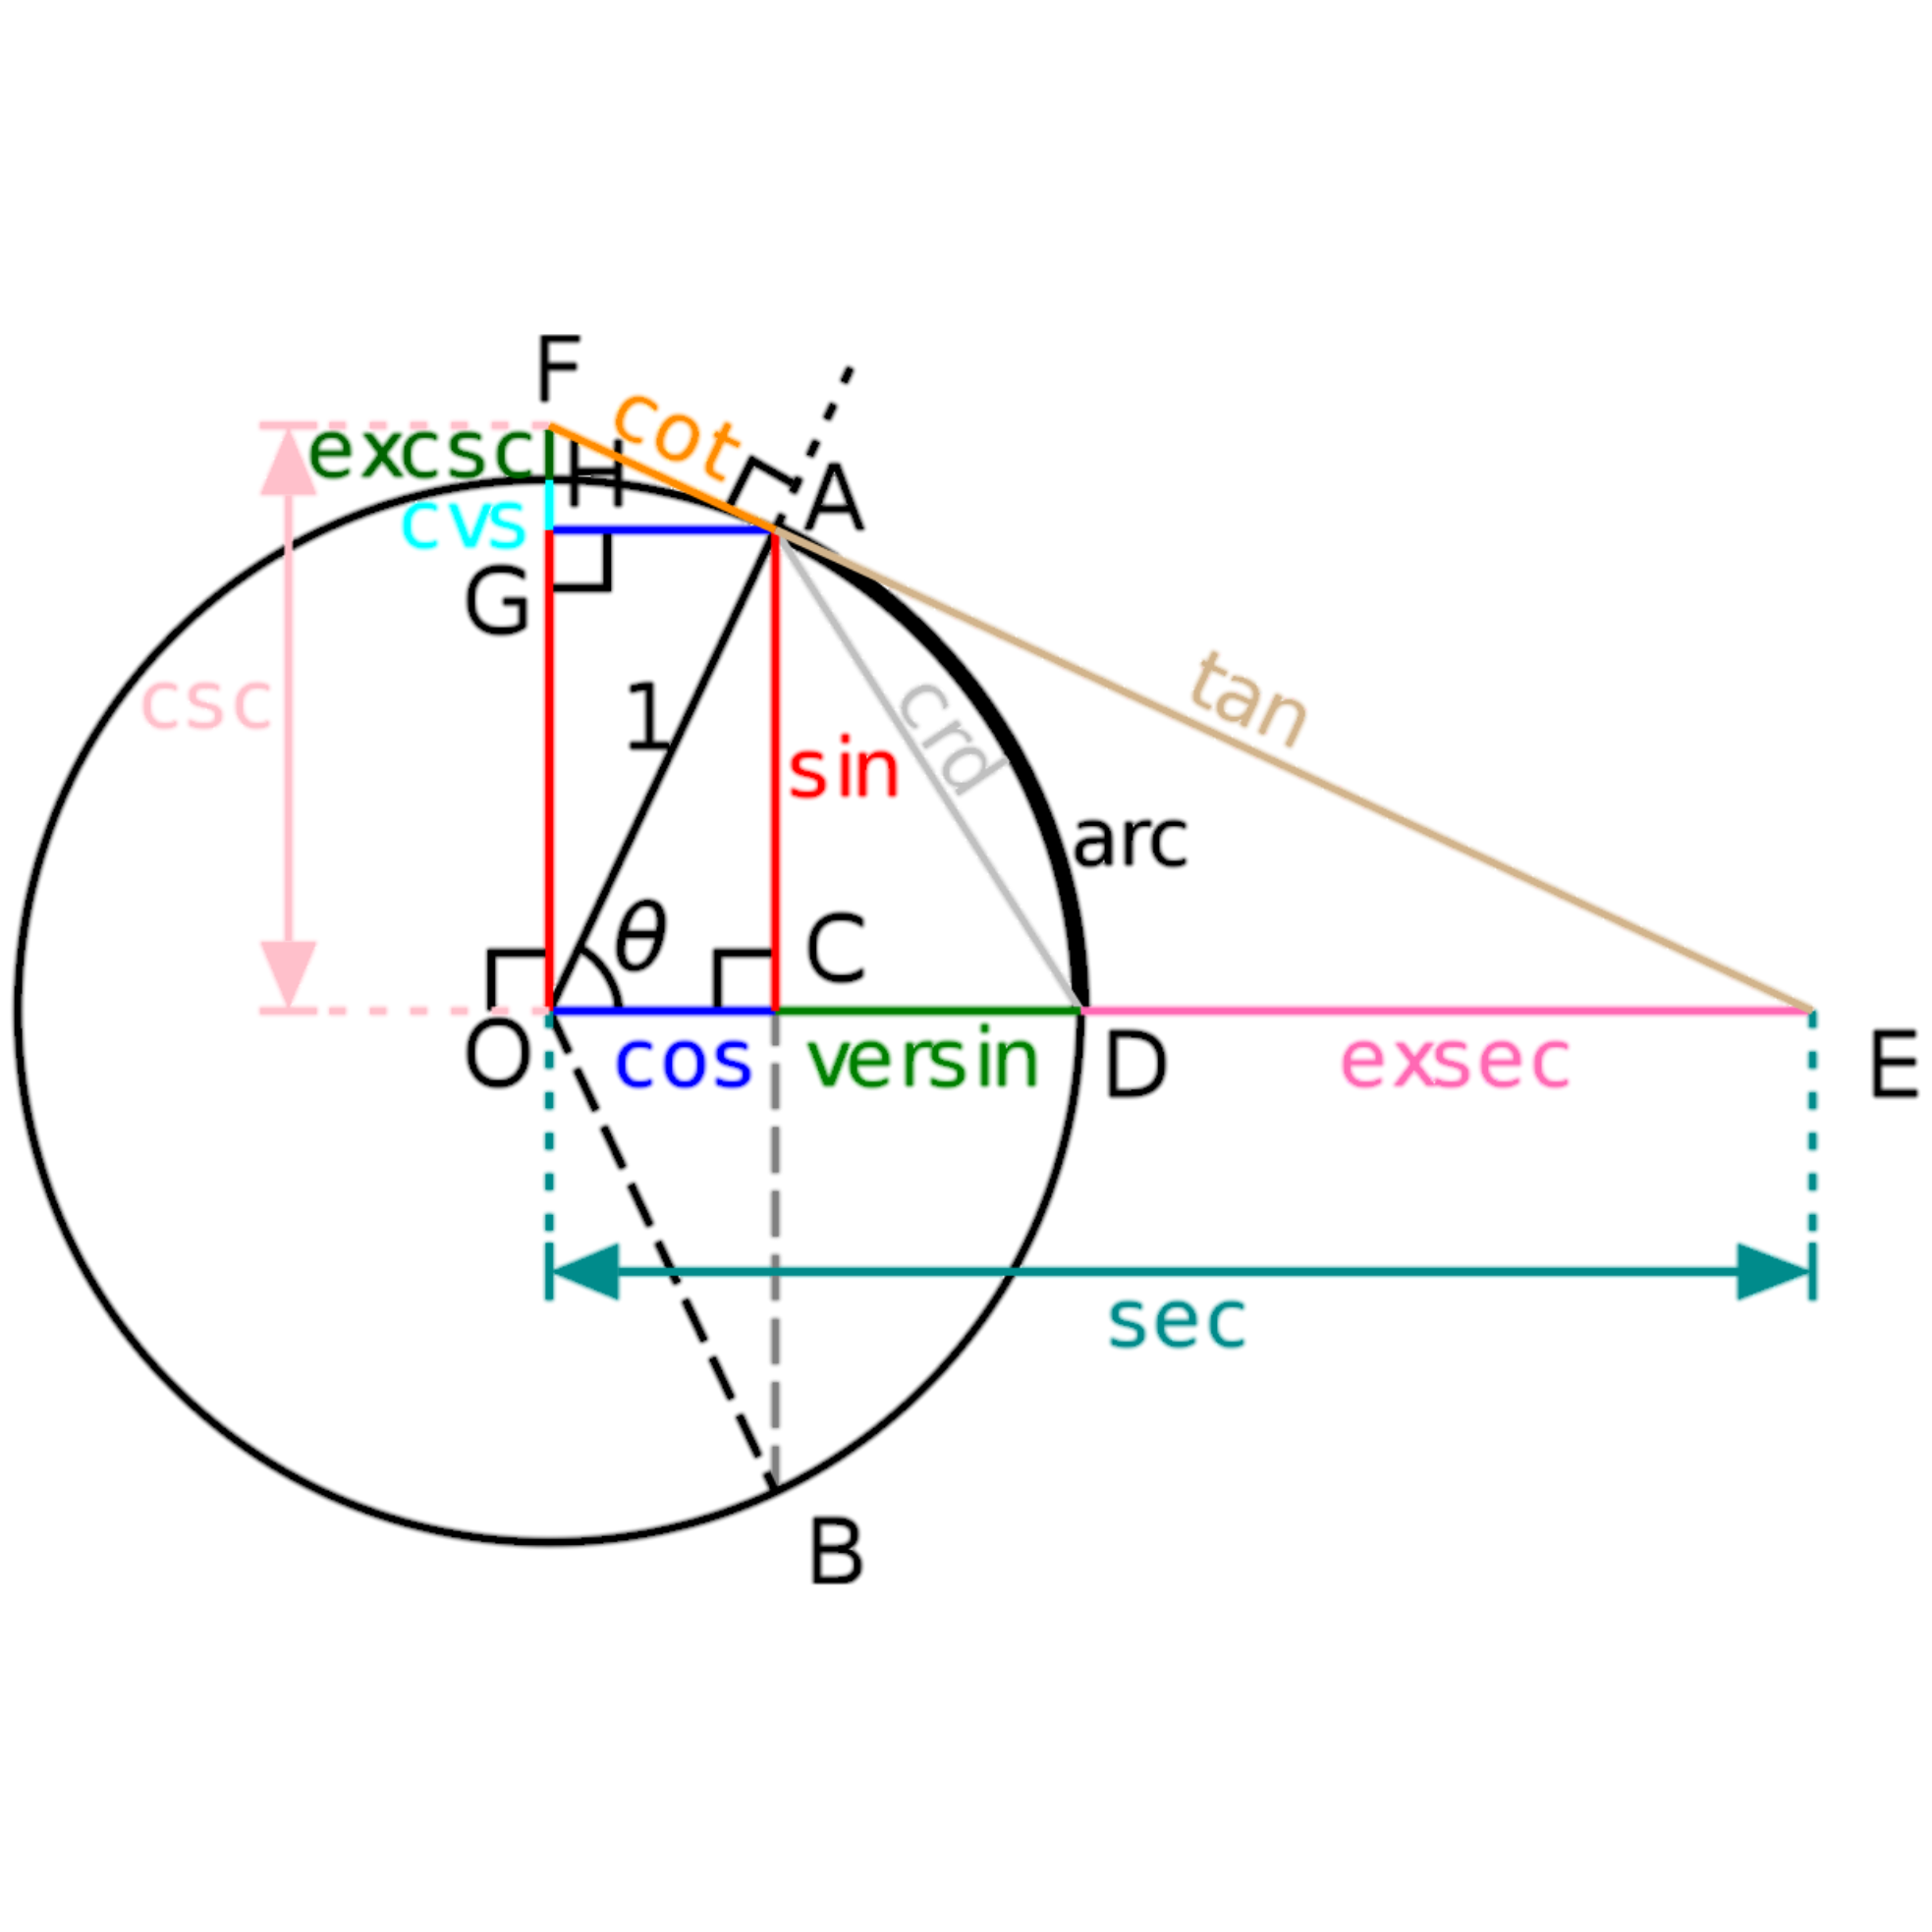 F
cot
excsc
H
A
cvs
G
csc
1
tan
sin
crd
arc
θ
C
O
cos
versin
D
exsec
E
sec
B